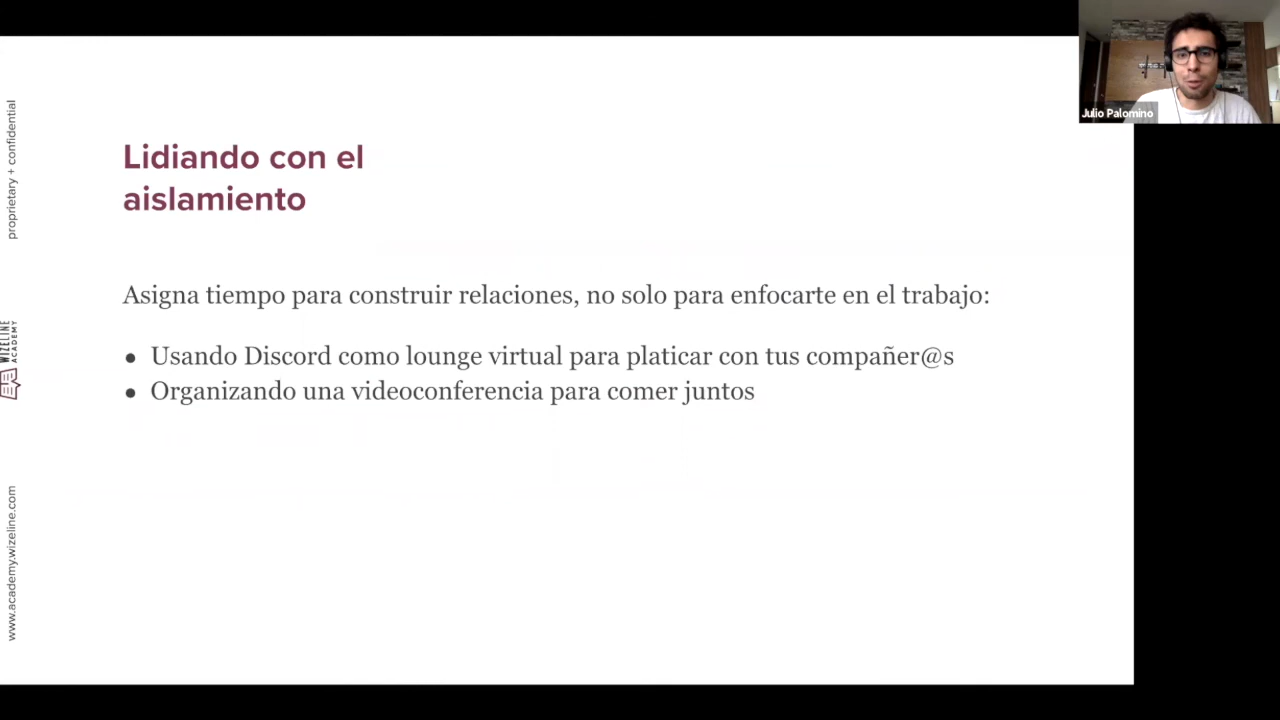 Julio Palomino
proprietary + confidential
Lidiando con el
aislamiento
Asigna tiempo para construir relaciones, no solo para enfocarte en el trabajo:
● Usando Discord como lounge virtual para platicar con tus compañer@s
● Organizando una videoconferencia para comer juntos
WIZELINE
ACADEMY
www.academy.wizeline.com